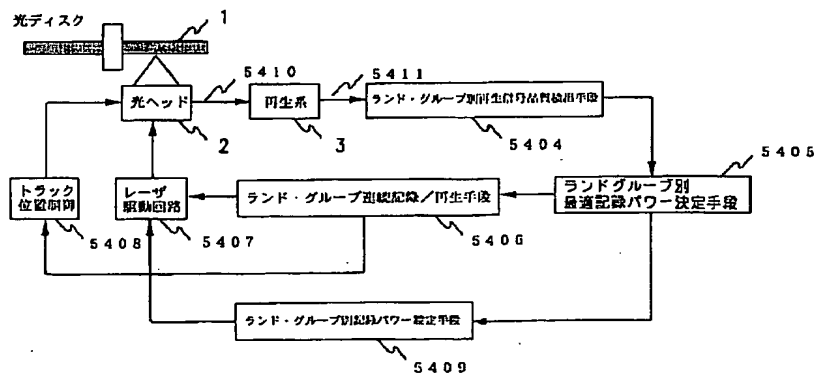 光ディスク
1
5410
5411
光ヘッド
再生系
ランド・グループ別再生信号品質検出手段
2
3
5404
5405
トラック
位置制御
レーザ
駆動回路
ランド・グループ連続記録/再生手段
ランドグループ別
最適記録パワー決定手段
5408
5407
5406
ランド・グループ別記録パワー設定手段
5409